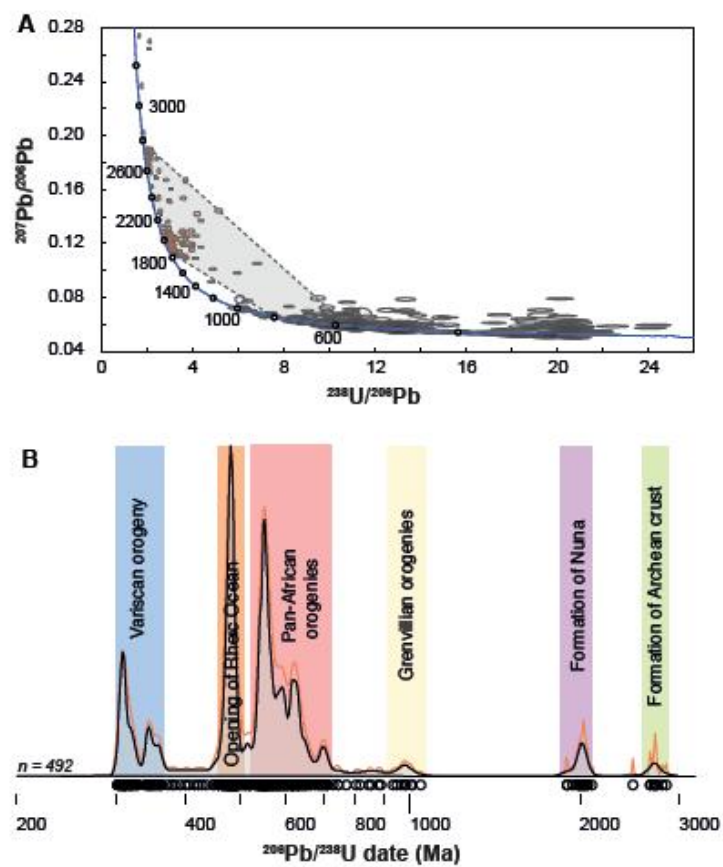 A
0.28
0.24
0.20
0.16
0.12
0.08
0.04
²⁰⁷Pb/²⁰⁶Pb
3000
2600
2200
1800
1400
1000
600
0 4 8 12 16 20 24
²³⁸U/²⁰⁶Pb
B
Variscan orogeny
Opening of Rheic Ocean
Pan-African
orogenies
Grenvillian orogenies
Formation of Nuna
Formation of Archean crust
n = 492
200 400 600 800 1000 2000 3000
²⁰⁶Pb/²³⁸U date (Ma)